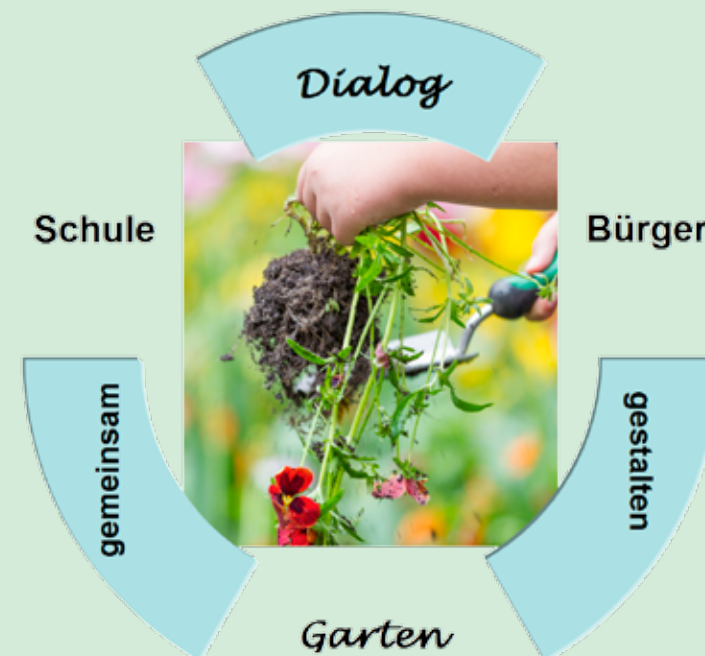 Dialog
Schule
Bürger
gemeinsam
gestalten
Garten